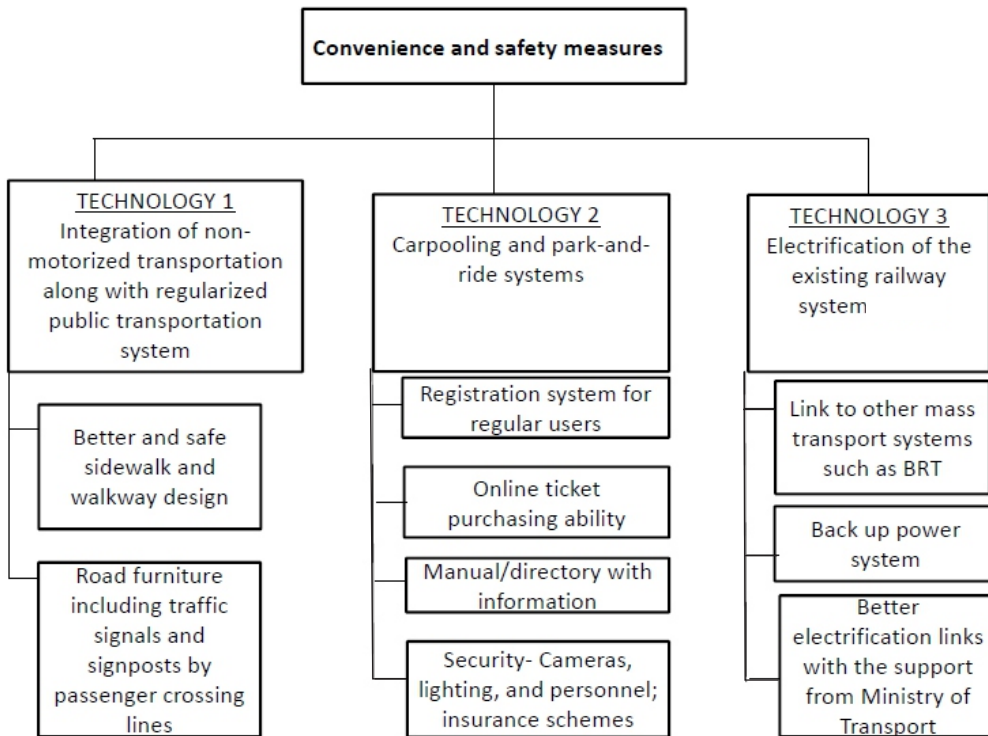 Convenience and safety measures
TECHNOLOGY 1
Integration of non-
motorized transportation
along with regularized
public transportation
system
Better and safe
sidewalk and
walkway design
Road furniture
including traffic
signals and
signposts by
passenger crossing
lines
TECHNOLOGY 2
Carpooling and park-and-
ride systems
Registration system for
regular users
Online ticket
purchasing ability
Manual/directory with
information
Security- Cameras,
lighting, and personnel;
insurance schemes
TECHNOLOGY 3
Electrification of the
existing railway
system
Link to other mass
transport systems
such as BRT
Back up power
system
Better
electrification links
with the support
from Ministry of
Transport